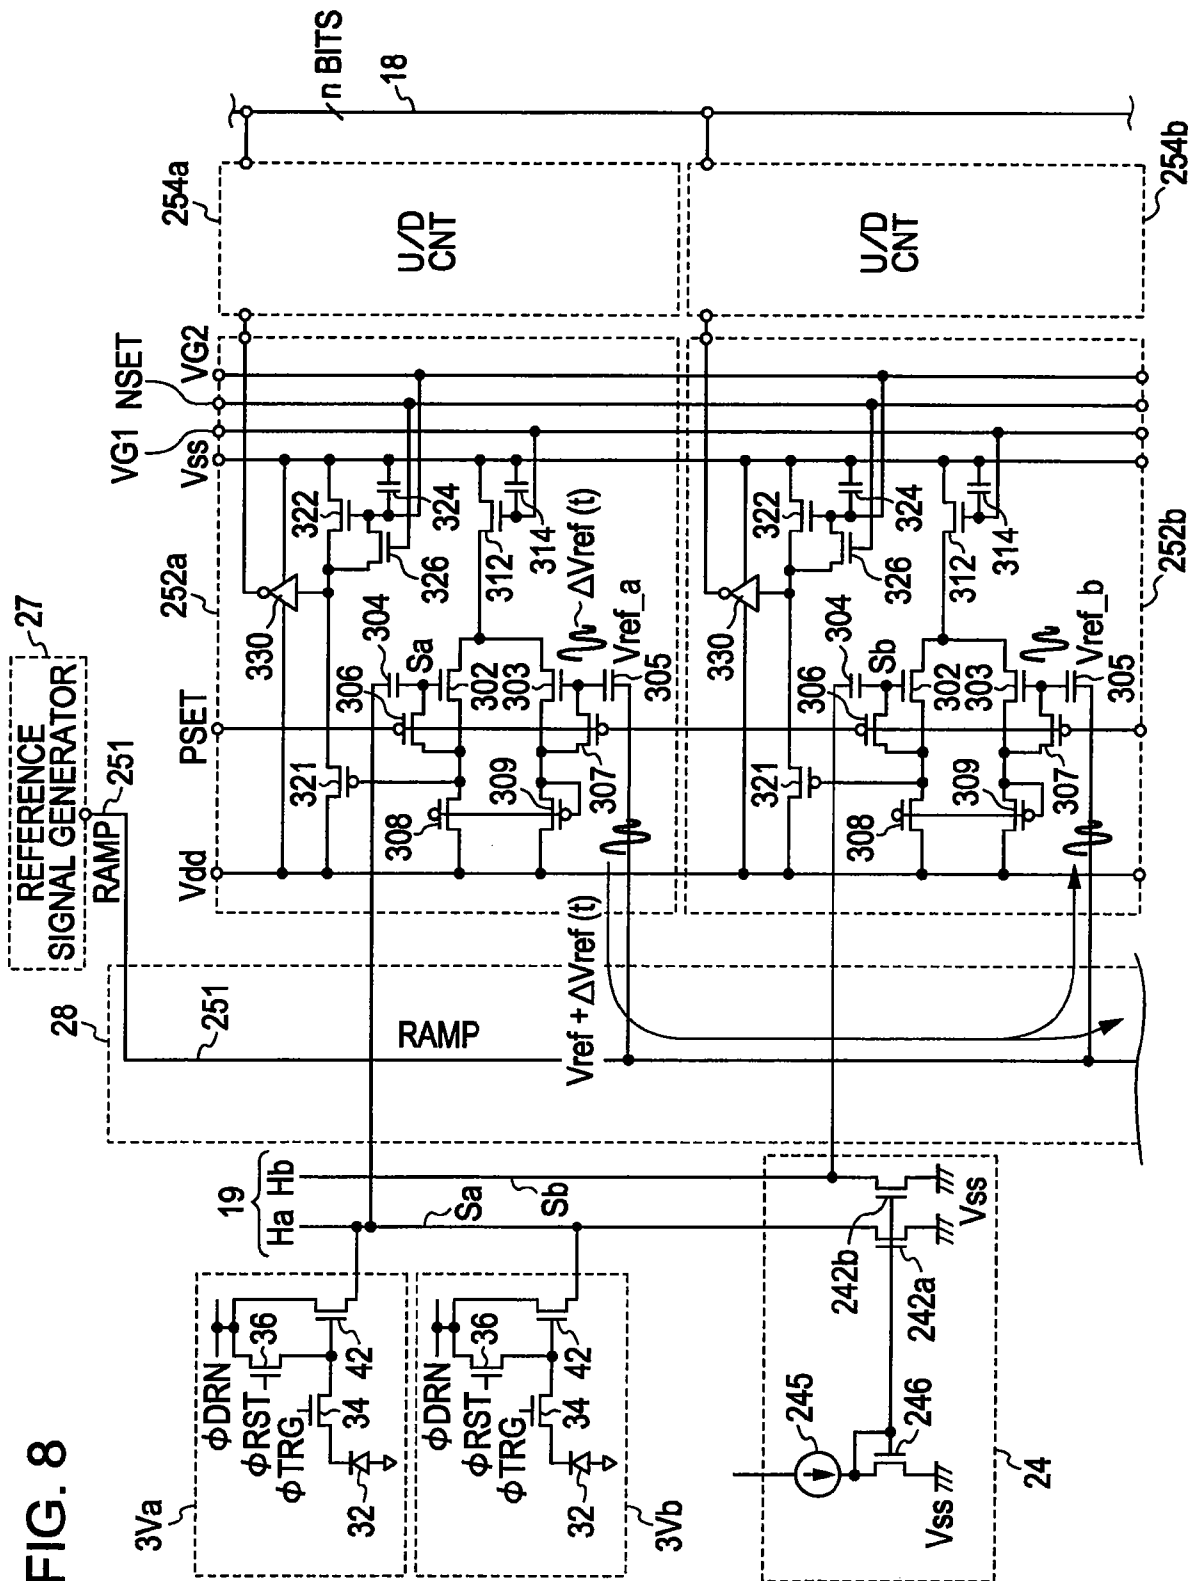 FIG. 8
REFERENCE
SIGNAL GENERATOR
27
RAMP
251
28
251
RAMP
Vref + ΔVref (t)
Vdd
PSET
252a
VG1
Vss
NSET
VG2
254a
n BITS
18
U/D
CNT
330
321
322
324
326
304
306
Sa
302
303
308
309
307
312
314
ΔVref (t)
Vref_a
305
U/D
CNT
254b
252b
330
321
322
324
326
304
306
Sb
302
303
308
309
307
312
314
Vref_b
305
19
Ha
Hb
Sa
Sb
3Va
ΦDRN
ΦRST
ΦTRG
36
34
32
42
3Vb
ΦDRN
ΦRST
ΦTRG
36
34
32
42
245
246
242b
242a
Vss
Vss
24